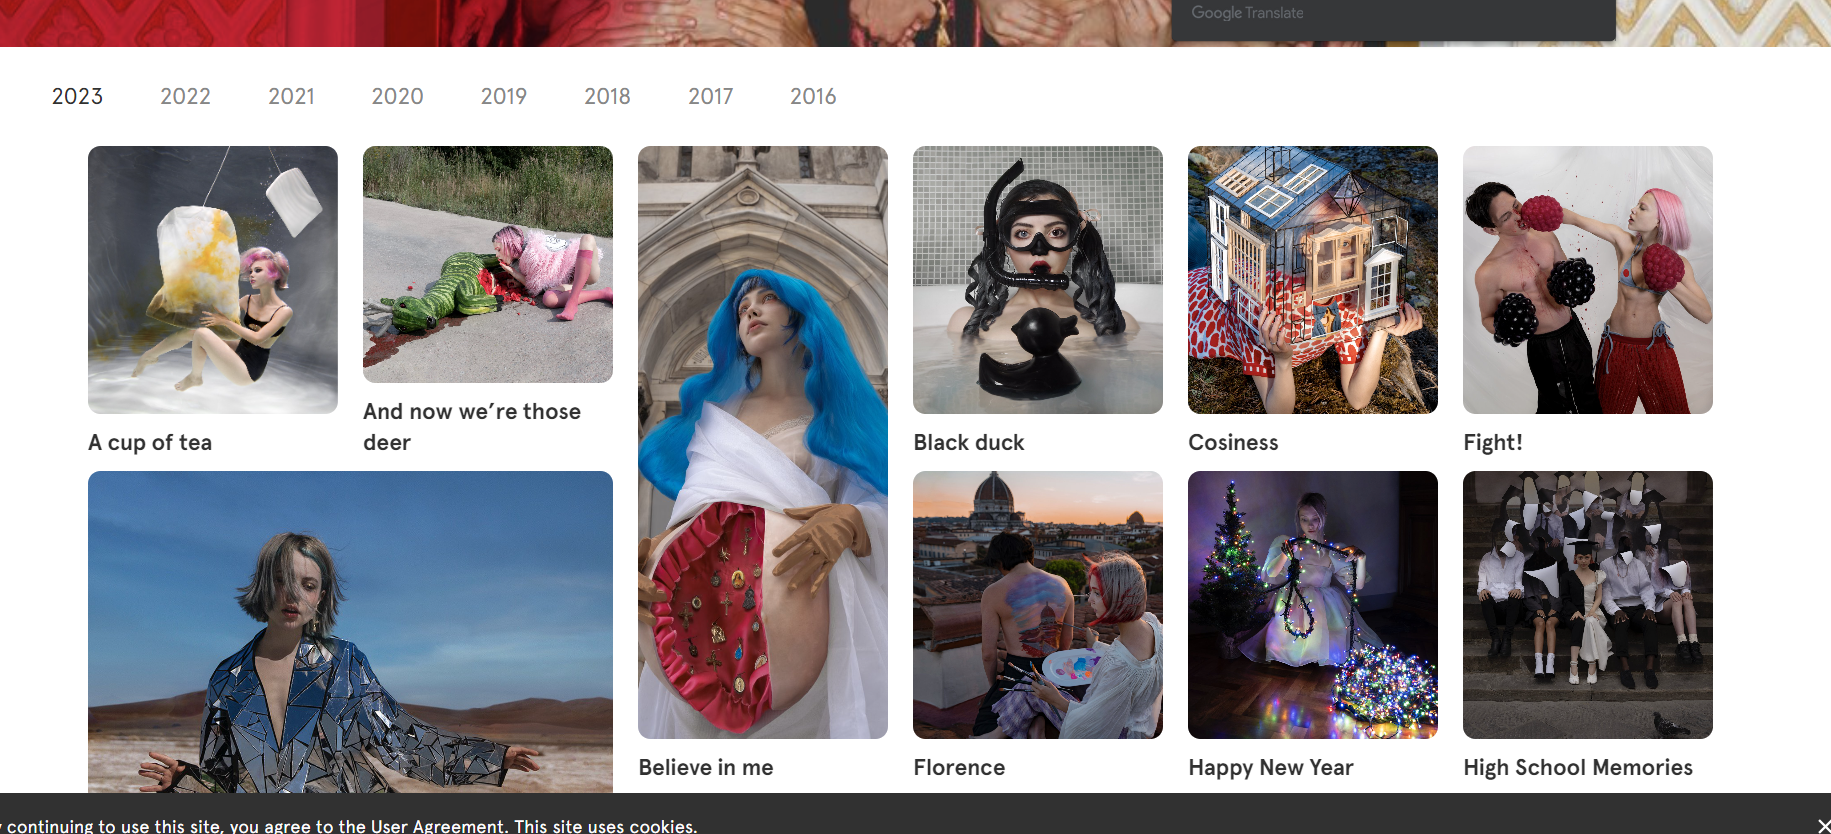 Google Translate
2023 2022 2021 2020 2019 2018 2017 2016
A cup of tea
And now we’re those
deer
Believe in me
Black duck
Cosiness
Fight!
Florence
Happy New Year
High School Memories
continuing to use this site, you agree to the User Agreement. This site uses cookies.